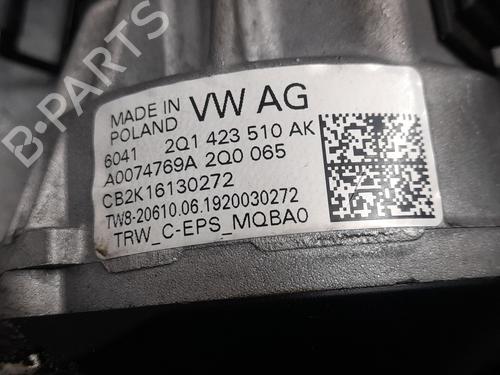 MADE IN
POLAND
VW AG
6041 2Q1 423 510 AK
A0074769A 2Q0 065
CB2K16130272
TW8-20610.06.1920030272
TRW_C-EPS_MQBA0
B-PARTS